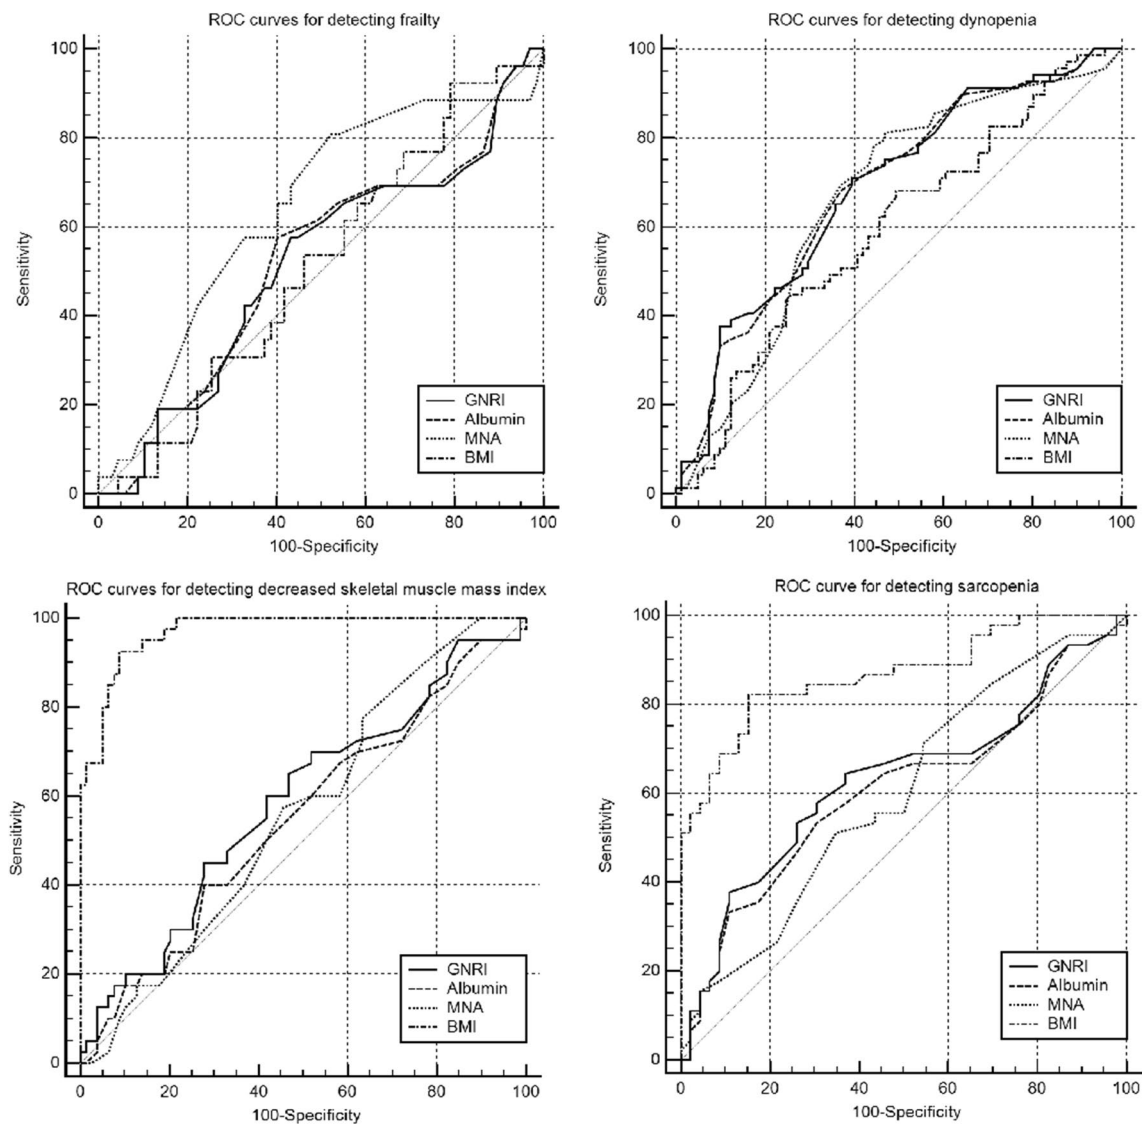 ROC curves for detecting frailty
100
80
60
40
20
0
Sensitivity
GNRI
Albumin
MNA
BMI
0 20 40 60 80 100
100-Specificity
ROC curves for detecting dynopenia
100
80
60
40
20
0
Sensitivity
GNRI
Albumin
MNA
BMI
0 20 40 60 80 100
100-Specificity
ROC curves for detecting decreased skeletal muscle mass index
100
80
60
40
20
0
Sensitivity
GNRI
Albumin
MNA
BMI
0 20 40 60 80 100
100-Specificity
ROC curve for detecting sarcopenia
100
80
60
40
20
0
Sensitivity
GNRI
Albumin
MNA
BMI
0 20 40 60 80 100
100-Specificity